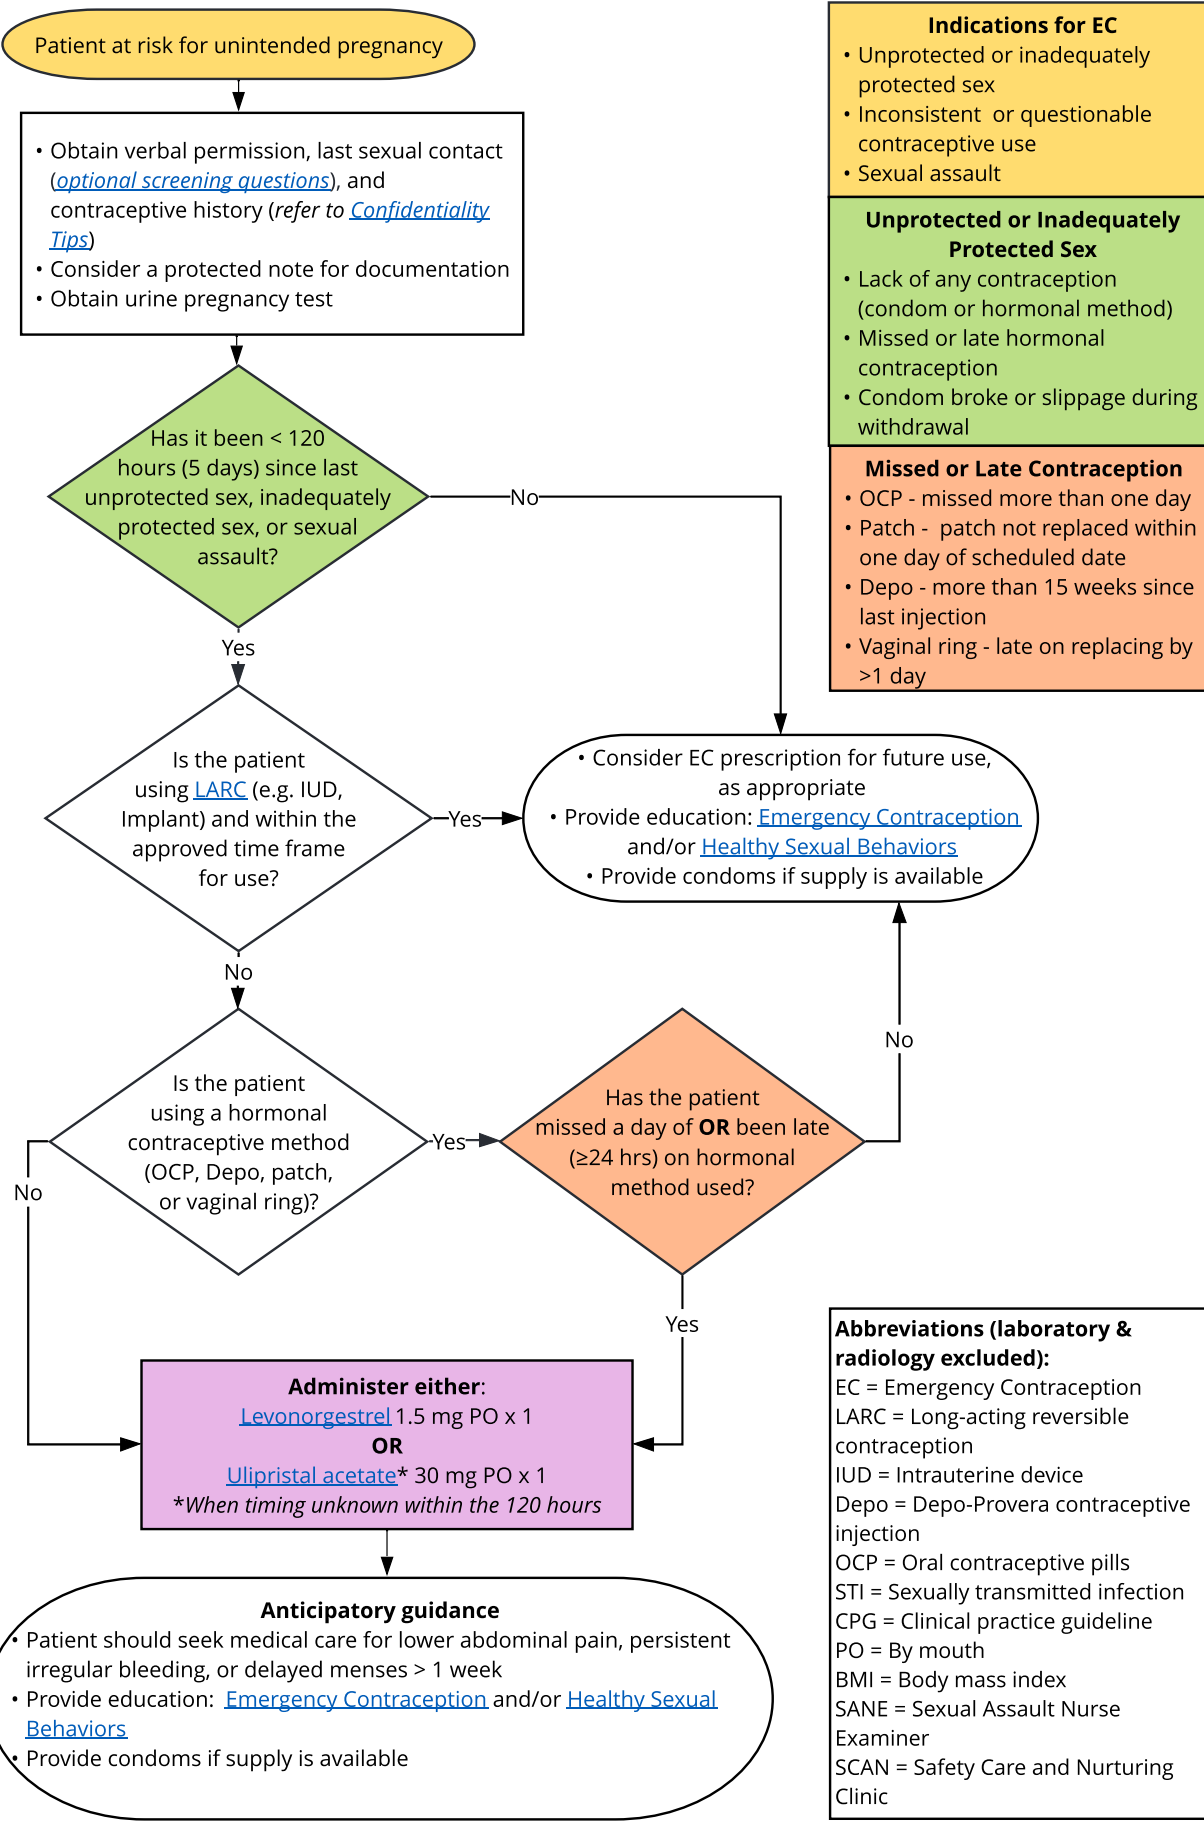 Patient at risk for unintended pregnancy
• Obtain verbal permission, last sexual contact
(optional screening questions), and
contraceptive history (refer to Confidentiality
Tips)
• Consider a protected note for documentation
• Obtain urine pregnancy test
Has it been < 120
hours (5 days) since last
unprotected sex, inadequately
protected sex, or sexual
assault?
No
Yes
Is the patient
using LARC (e.g. IUD,
Implant) and within the
approved time frame
for use?
Yes
No
• Consider EC prescription for future use,
as appropriate
• Provide education: Emergency Contraception
and/or Healthy Sexual Behaviors
• Provide condoms if supply is available
Is the patient
using a hormonal
contraceptive method
(OCP, Depo, patch,
or vaginal ring)?
Yes
No
Has the patient
missed a day of OR been late
(≥24 hrs) on hormonal
method used?
No
Yes
Administer either:
Levonorgestrel 1.5 mg PO x 1
OR
Ulipristal acetate* 30 mg PO x 1
*When timing unknown within the 120 hours
Anticipatory guidance
• Patient should seek medical care for lower abdominal pain, persistent
irregular bleeding, or delayed menses > 1 week
• Provide education: Emergency Contraception and/or Healthy Sexual
Behaviors
• Provide condoms if supply is available
Indications for EC
• Unprotected or inadequately
protected sex
• Inconsistent or questionable
contraceptive use
• Sexual assault
Unprotected or Inadequately
Protected Sex
• Lack of any contraception
(condom or hormonal method)
• Missed or late hormonal
contraception
• Condom broke or slippage during
withdrawal
Missed or Late Contraception
• OCP - missed more than one day
• Patch - patch not replaced within
one day of scheduled date
• Depo - more than 15 weeks since
last injection
• Vaginal ring - late on replacing by
>1 day
Abbreviations (laboratory &
radiology excluded):
EC = Emergency Contraception
LARC = Long-acting reversible
contraception
IUD = Intrauterine device
Depo = Depo-Provera contraceptive
injection
OCP = Oral contraceptive pills
STI = Sexually transmitted infection
CPG = Clinical practice guideline
PO = By mouth
BMI = Body mass index
SANE = Sexual Assault Nurse
Examiner
SCAN = Safety Care and Nurturing
Clinic